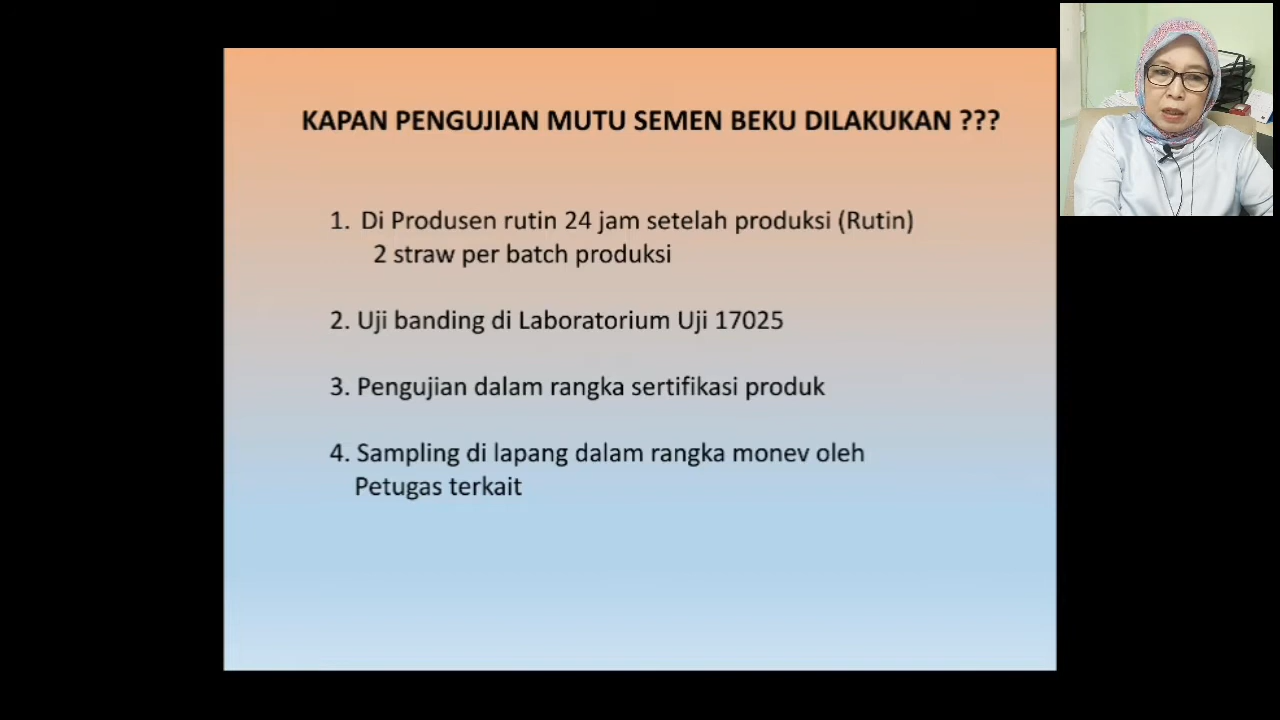 KAPAN PENGUJIAN MUTU SEMEN BEKU DILAKUKAN ???
1. Di Produsen rutin 24 jam setelah produksi (Rutin)
2 straw per batch produksi
2. Uji banding di Laboratorium Uji 17025
3. Pengujian dalam rangka sertifikasi produk
4. Sampling di lapang dalam rangka monev oleh
Petugas terkait